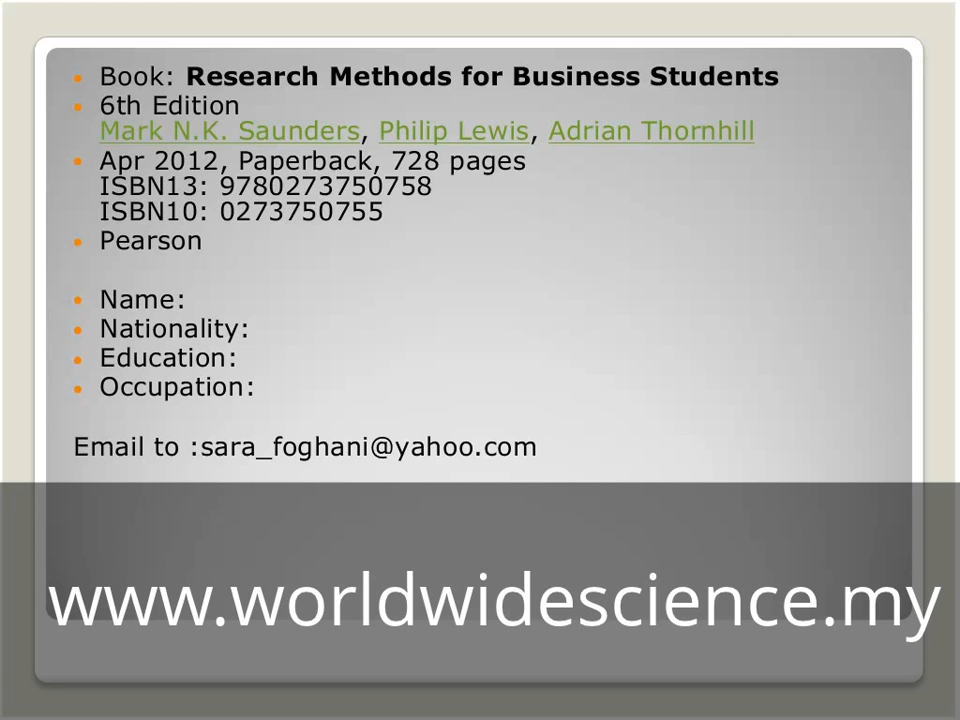 Book: Research Methods for Business Students
6th Edition
Mark N.K. Saunders, Philip Lewis, Adrian Thornhill
Apr 2012, Paperback, 728 pages
ISBN13: 9780273750758
ISBN10: 0273750755
Pearson
Name:
Nationality:
Education:
Occupation:
Email to :sara_foghani@yahoo.com
www.worldwidescience.my